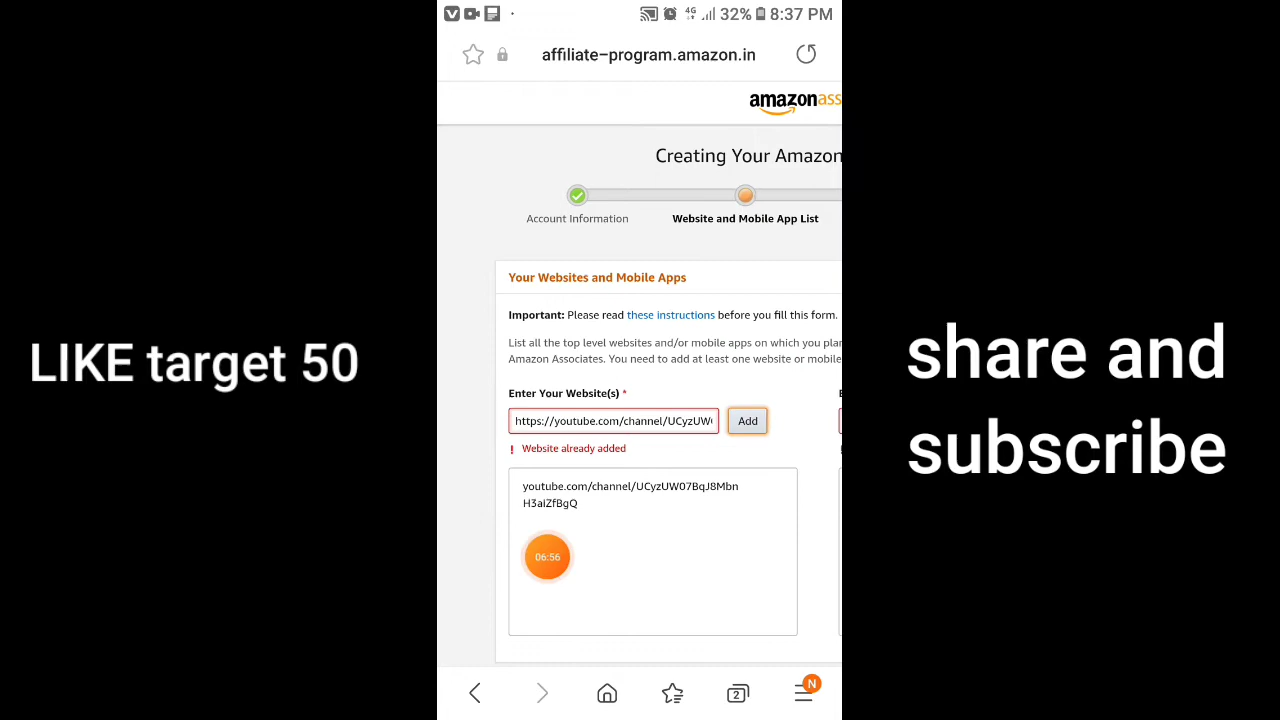 32% 8:37 PM
affiliate-program.amazon.in
amazonass
Creating Your Amazon
Account Information
Website and Mobile App List
Your Websites and Mobile Apps
Important: Please read these instructions before you fill this form.
List all the top level websites and/or mobile apps on which you plan
Amazon Associates. You need to add at least one website or mobile
Enter Your Website(s) *
https://youtube.com/channel/UCyzUW
Add
! Website already added
youtube.com/channel/UCyzUW07BqJ8Mbn
H3aiZfBgQ
06:56
2
N
LIKE target 50
share and
subscribe